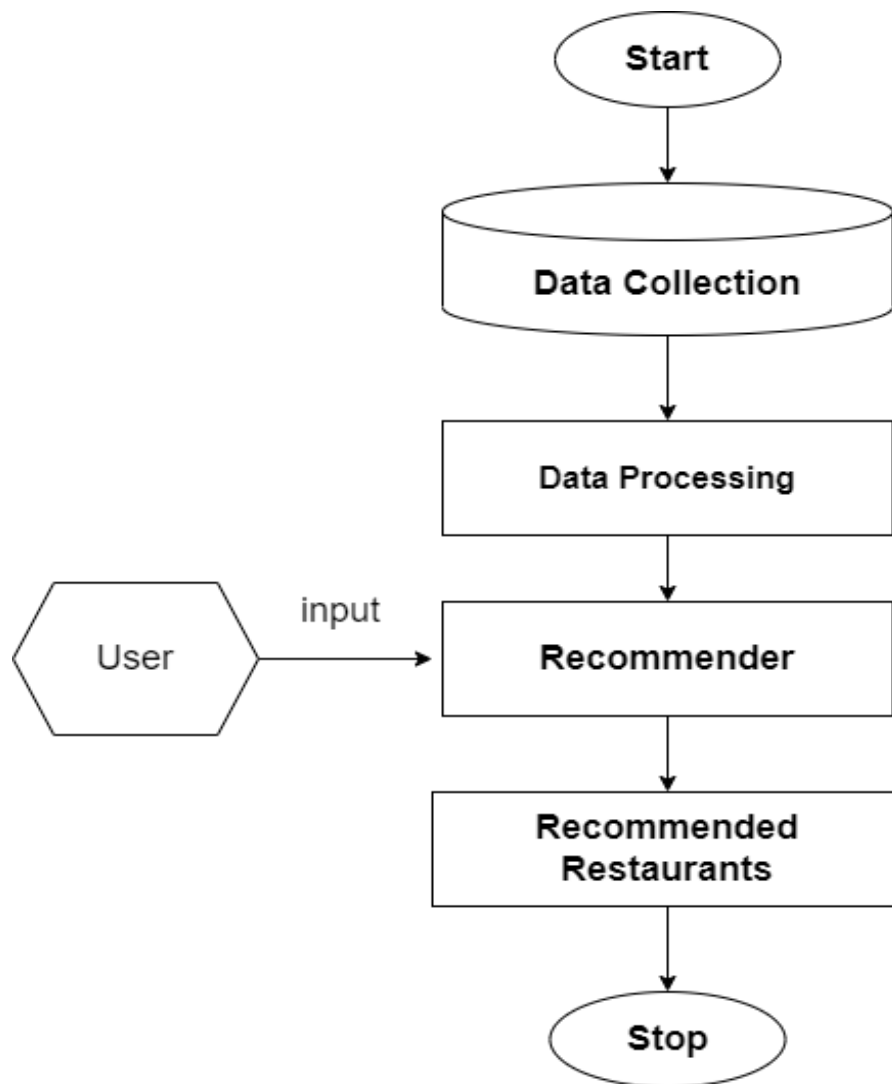 Start
Data Collection
Data Processing
input
User
Recommender
Recommended
Restaurants
Stop